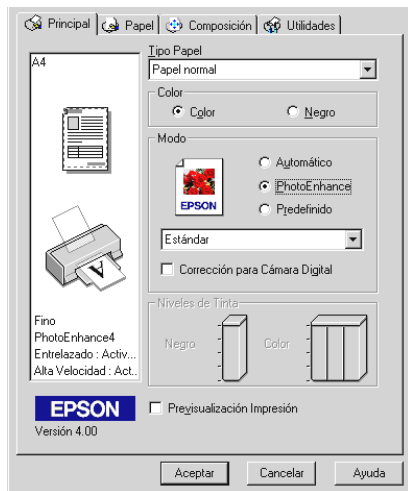 Principal Papel Composición Utilidades
A4
Tipo Papel
Papel normal
Color
Color Negro
Modo
Automático
PhotoEnhance
Predefinido
EPSON
Estándar
Corrección para Cámara Digital
Niveles de Tinta
Negro Color
Fino
PhotoEnhance4
Entrelazado : Activ...
Alta Velocidad : Act..
EPSON
Versión 4.00
Previsualización Impresión
Aceptar Cancelar Ayuda